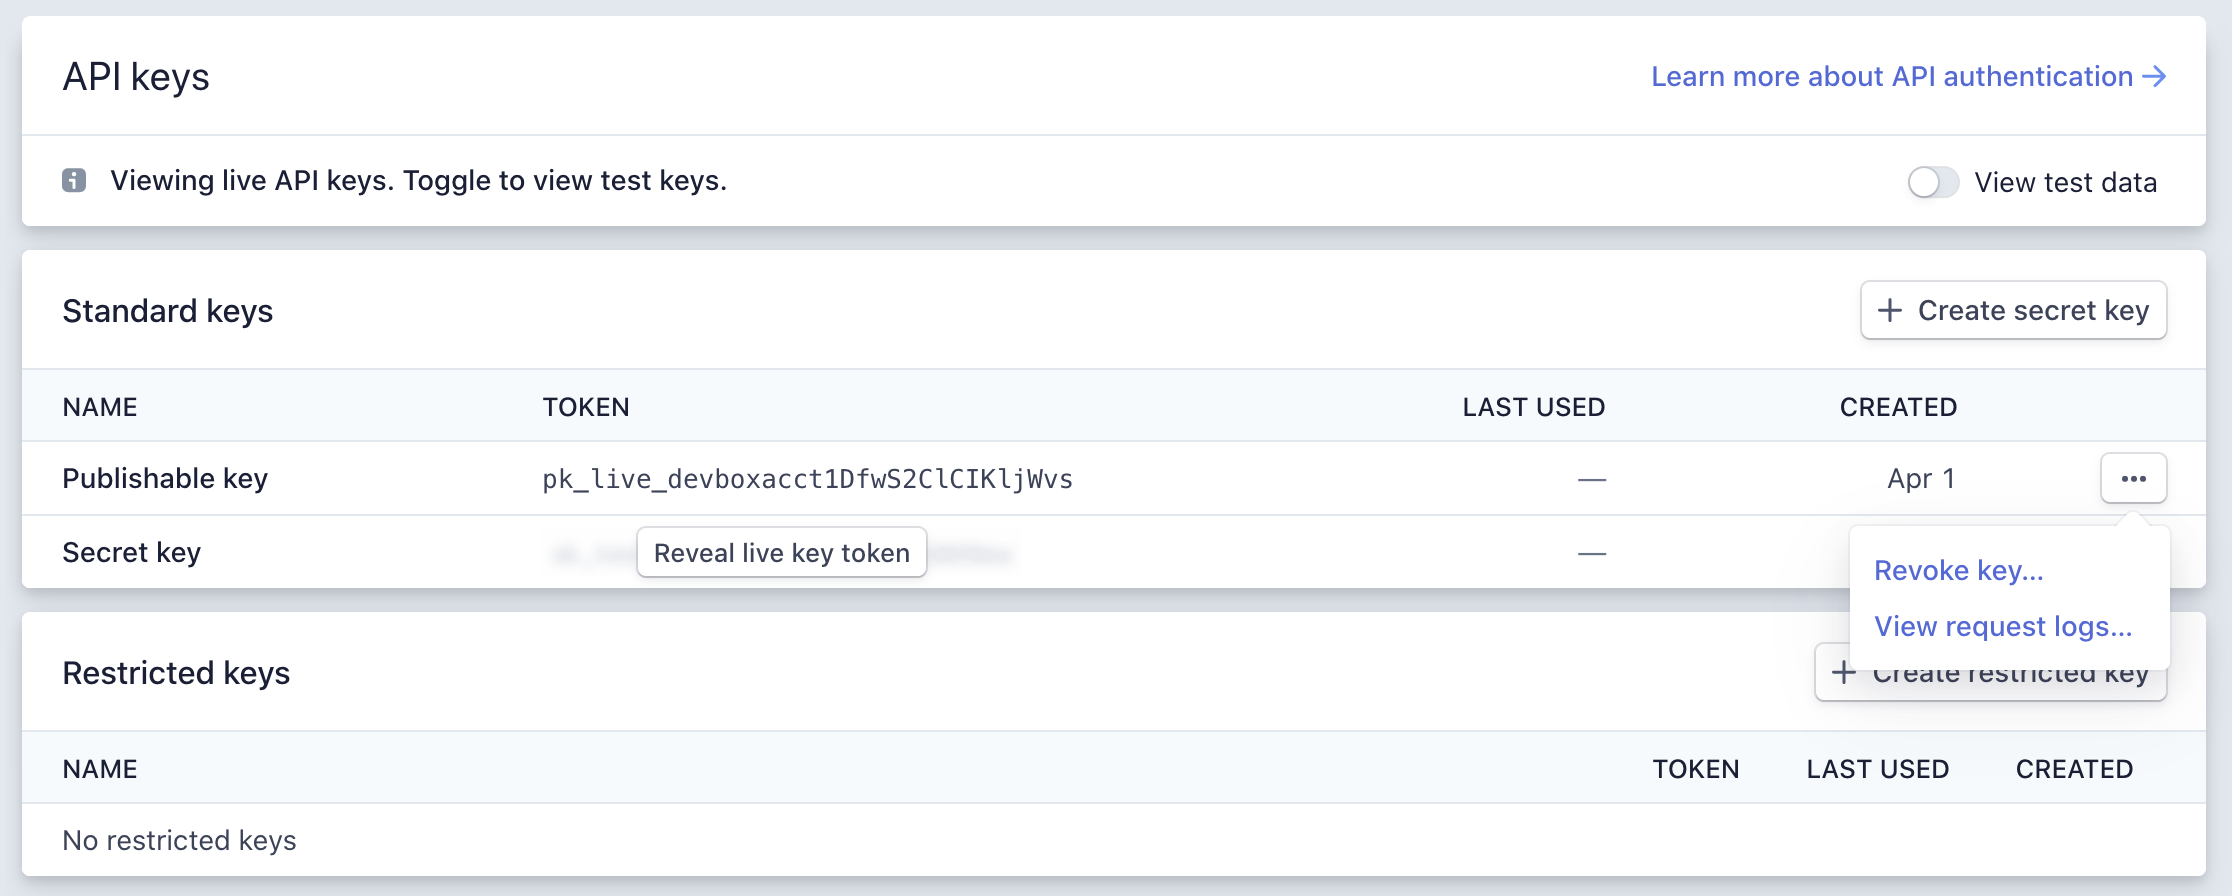 API keys
Learn more about API authentication →
Viewing live API keys. Toggle to view test keys.
View test data
Standard keys
+ Create secret key
NAME TOKEN LAST USED CREATED
Publishable key pk_live_devboxacct1DfwS2ClCIKljWvs — Apr 1 •••
Secret key Reveal live key token —
Revoke key...
View request logs...
Restricted keys
+ Create restricted key
NAME TOKEN LAST USED CREATED
No restricted keys